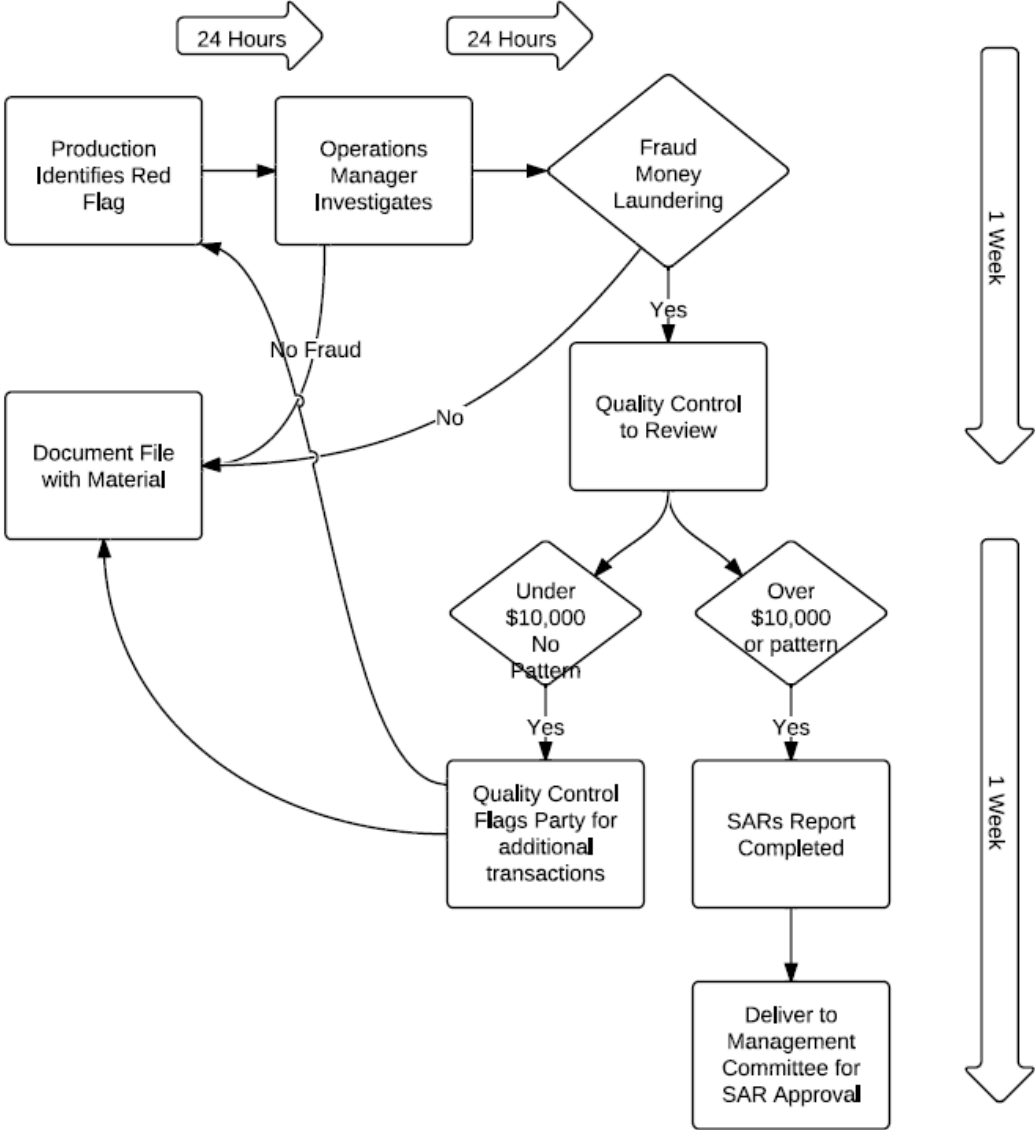 24 Hours
24 Hours
Production
Identifies Red
Flag
Operations
Manager
Investigates
Fraud
Money
Laundering
1 Week
Yes
No Fraud
No
Quality Control
to Review
Document File
with Material
Under
$10,000
No
Pattern
Over
$10,000
or pattern
Yes
Yes
1 Week
Quality Control
Flags Party for
additional
transactions
SARs Report
Completed
Deliver to
Management
Committee for
SAR Approval